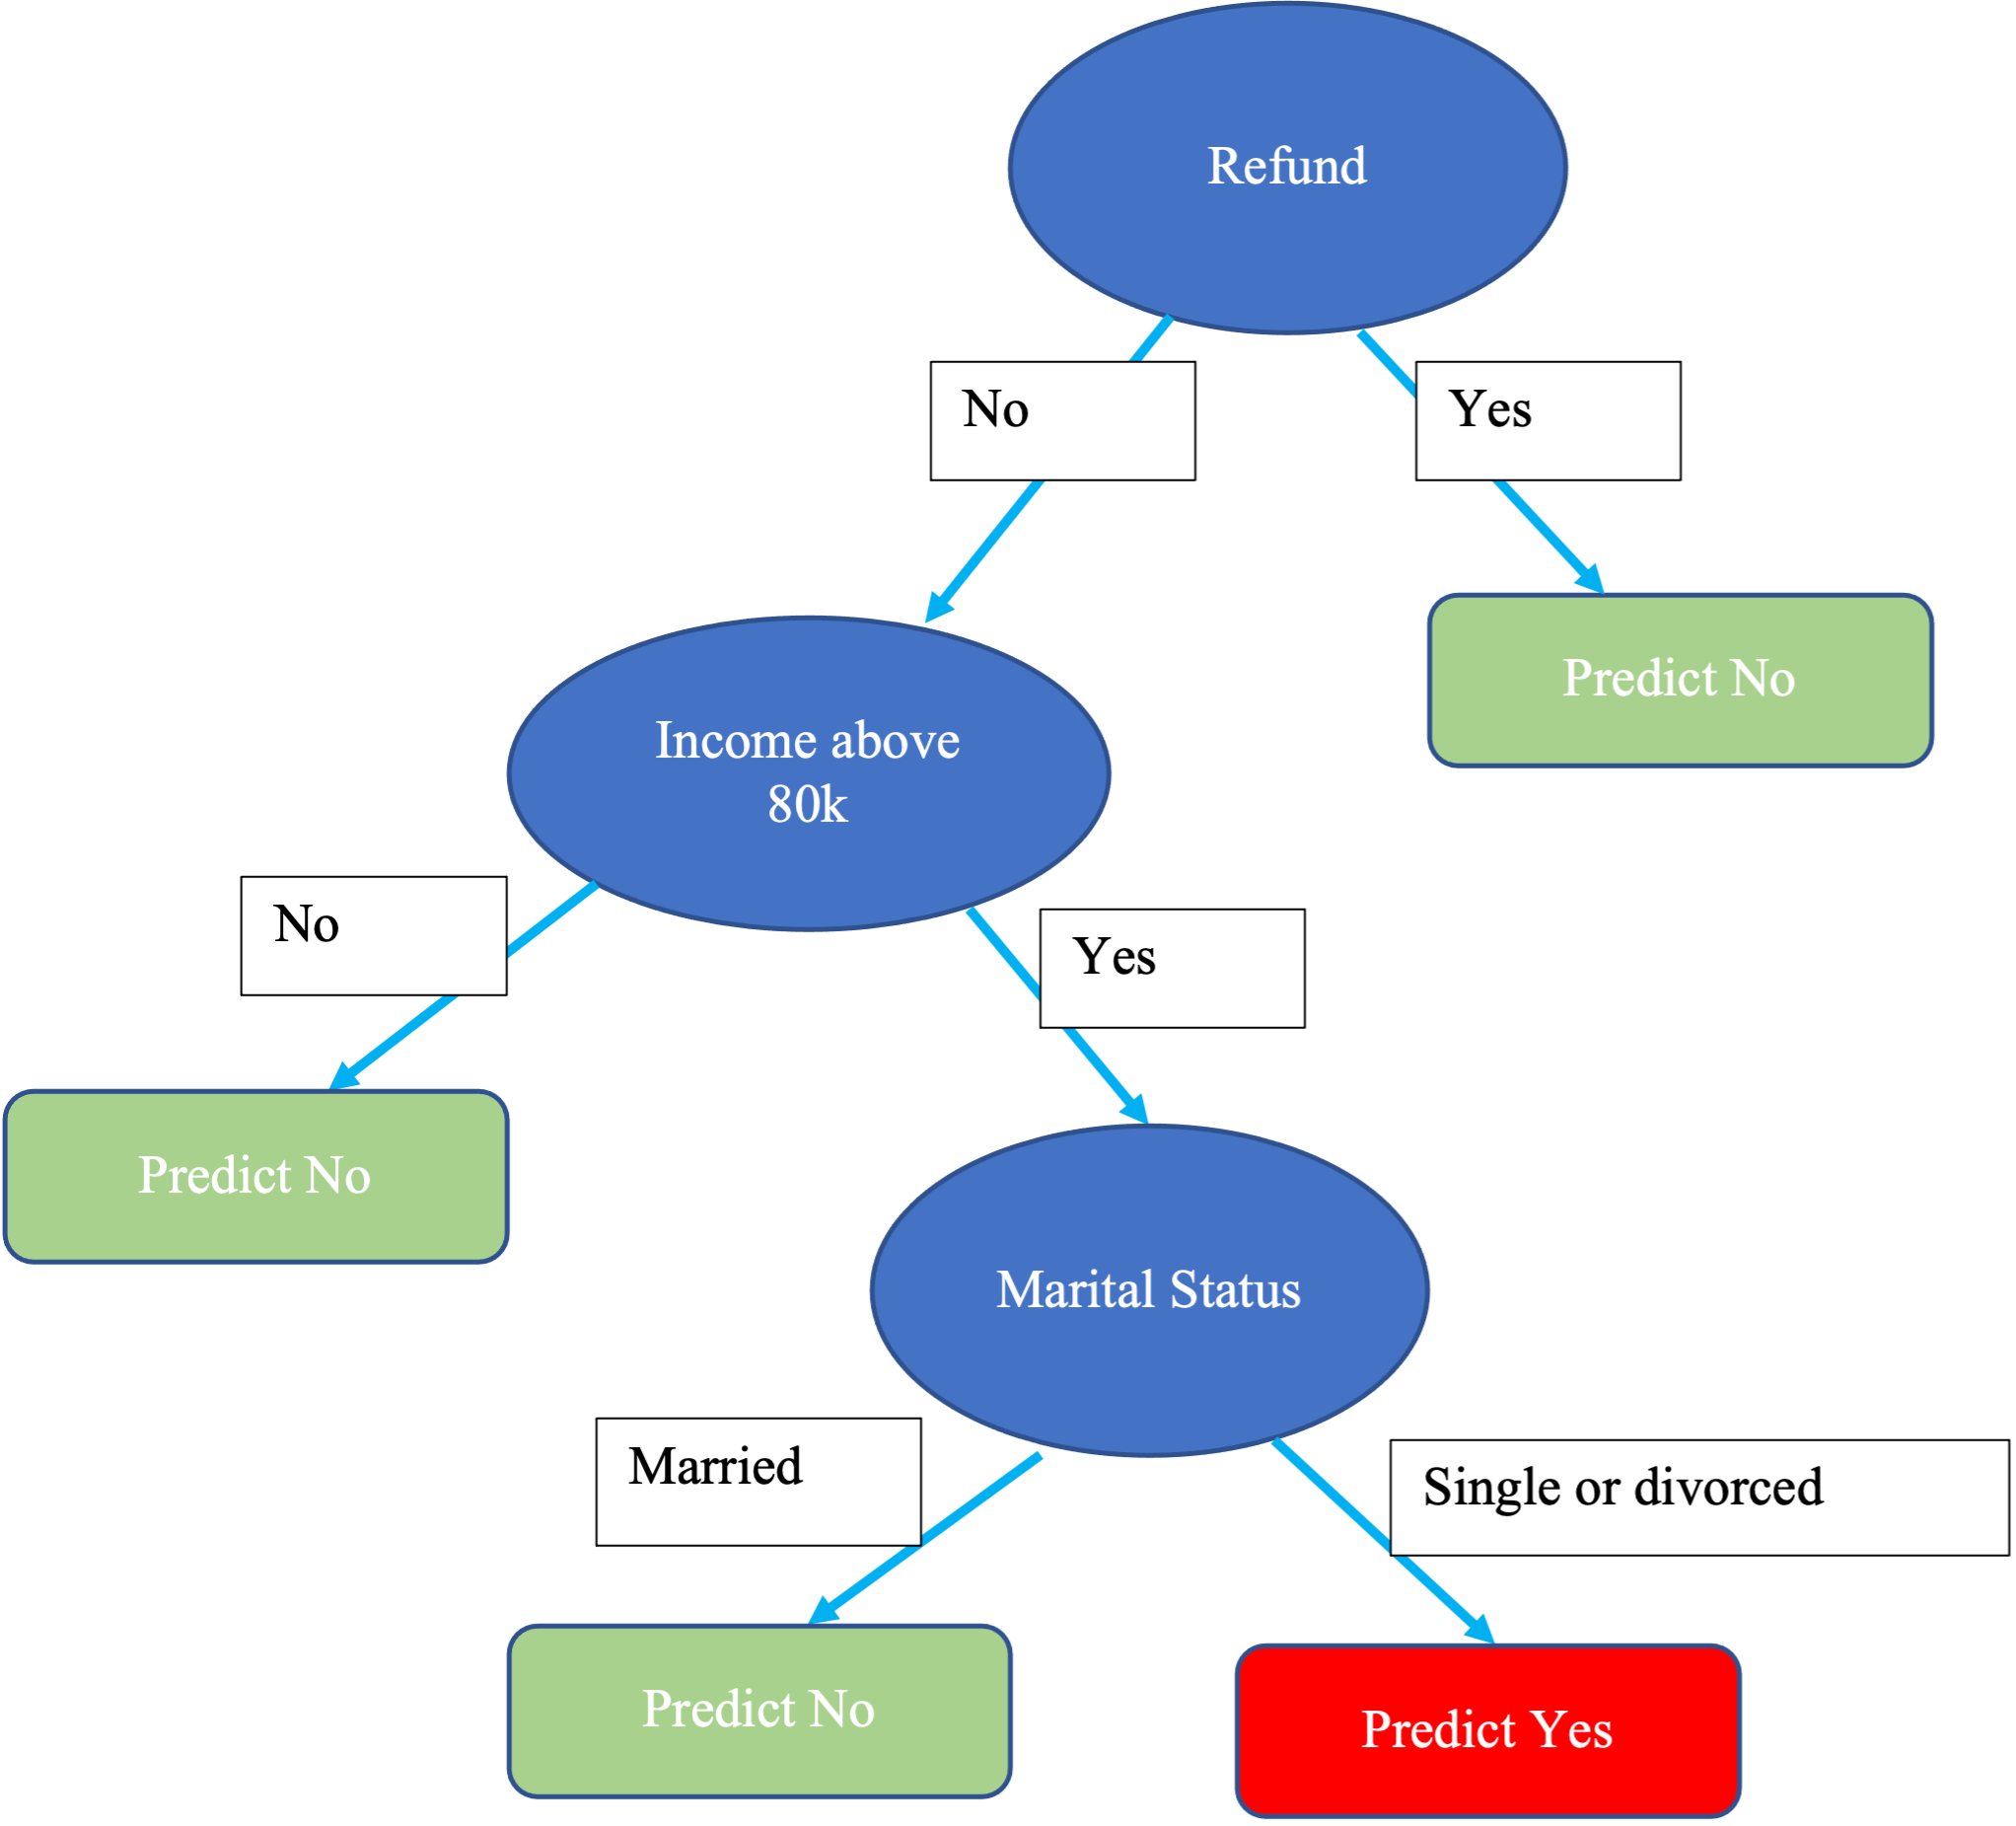 Refund
No
Yes
Predict No
Income above
80k
No
Yes
Predict No
Marital Status
Married
Single or divorced
Predict No
Predict Yes